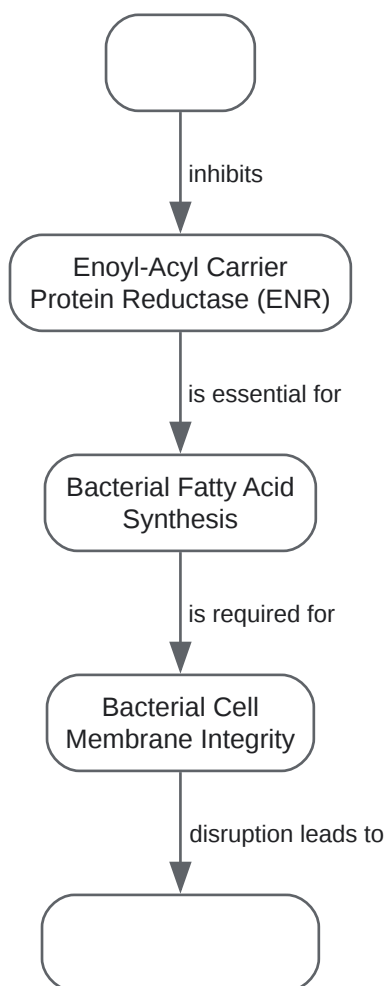 inhibits
Enoyl-Acyl Carrier
Protein Reductase (ENR)
is essential for
Bacterial Fatty Acid
Synthesis
is required for
Bacterial Cell
Membrane Integrity
disruption leads to